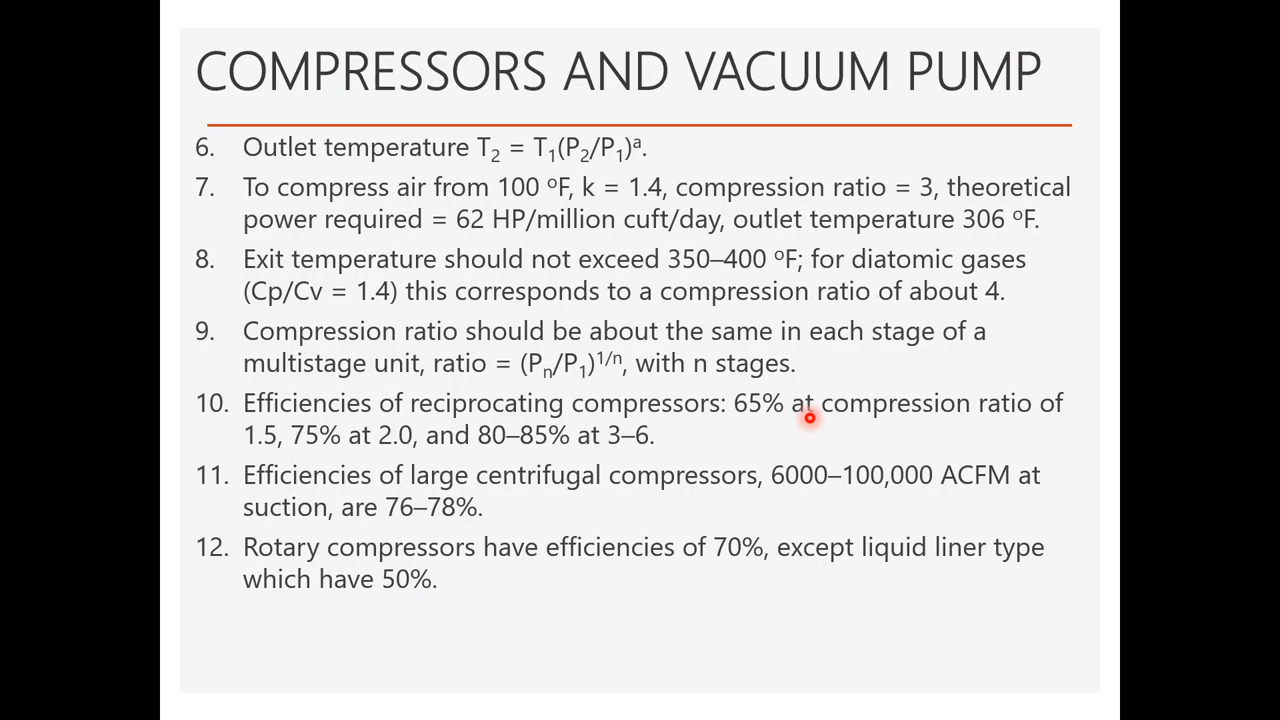 COMPRESSORS AND VACUUM PUMP
6. Outlet temperature T₂ = T₁(P₂/P₁)ᵃ.
7. To compress air from 100 ºF, k = 1.4, compression ratio = 3, theoretical
power required = 62 HP/million cuft/day, outlet temperature 306 ºF.
8. Exit temperature should not exceed 350–400 ºF; for diatomic gases
(Cp/Cv = 1.4) this corresponds to a compression ratio of about 4.
9. Compression ratio should be about the same in each stage of a
multistage unit, ratio = (Pₙ/P₁)¹ᐟⁿ, with n stages.
10. Efficiencies of reciprocating compressors: 65% at compression ratio of
1.5, 75% at 2.0, and 80–85% at 3–6.
11. Efficiencies of large centrifugal compressors, 6000–100,000 ACFM at
suction, are 76–78%.
12. Rotary compressors have efficiencies of 70%, except liquid liner type
which have 50%.